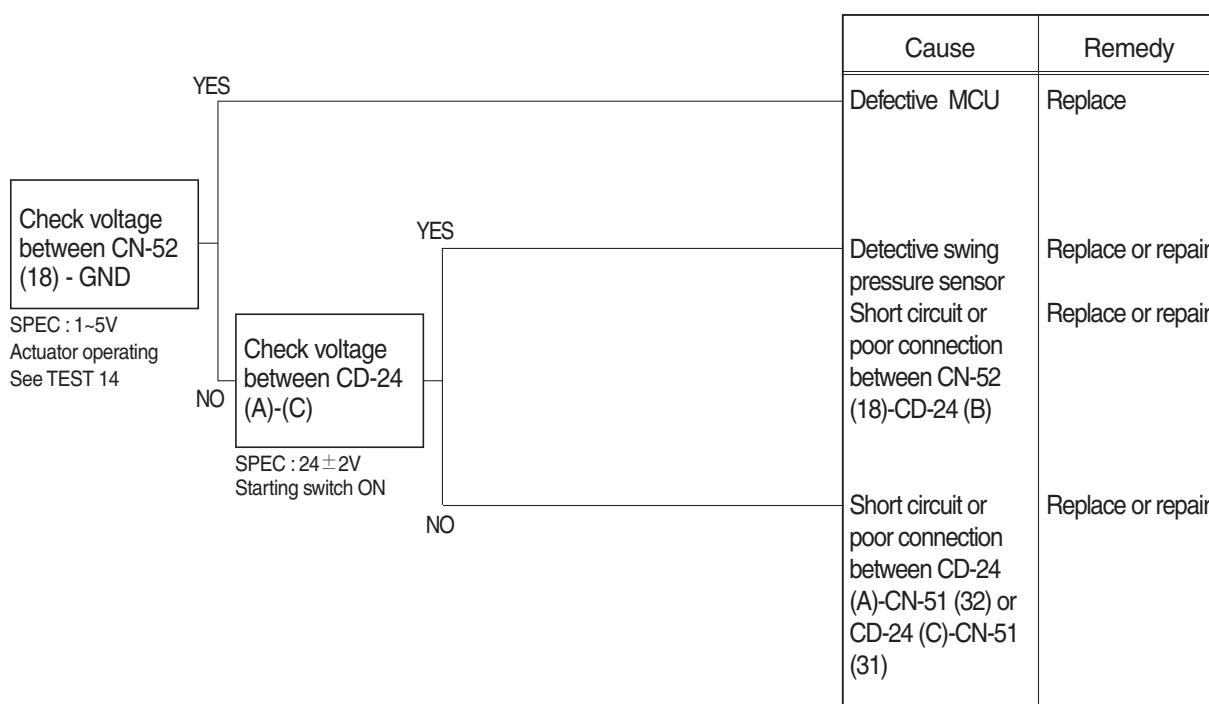 Cause Remedy
YES
Defective MCU Replace
Check voltage
between CN-52
(18) - GND
SPEC : 1~5V
Actuator operating
See TEST 14
NO
YES
Detective swing Replace or repair
pressure sensor
Short circuit or Replace or repair
poor connection
between CN-52
(18)-CD-24 (B)
Check voltage
between CD-24
(A)-(C)
SPEC : 24±2V
Starting switch ON
NO
Short circuit or Replace or repair
poor connection
between CD-24
(A)-CN-51 (32) or
CD-24 (C)-CN-51
(31)